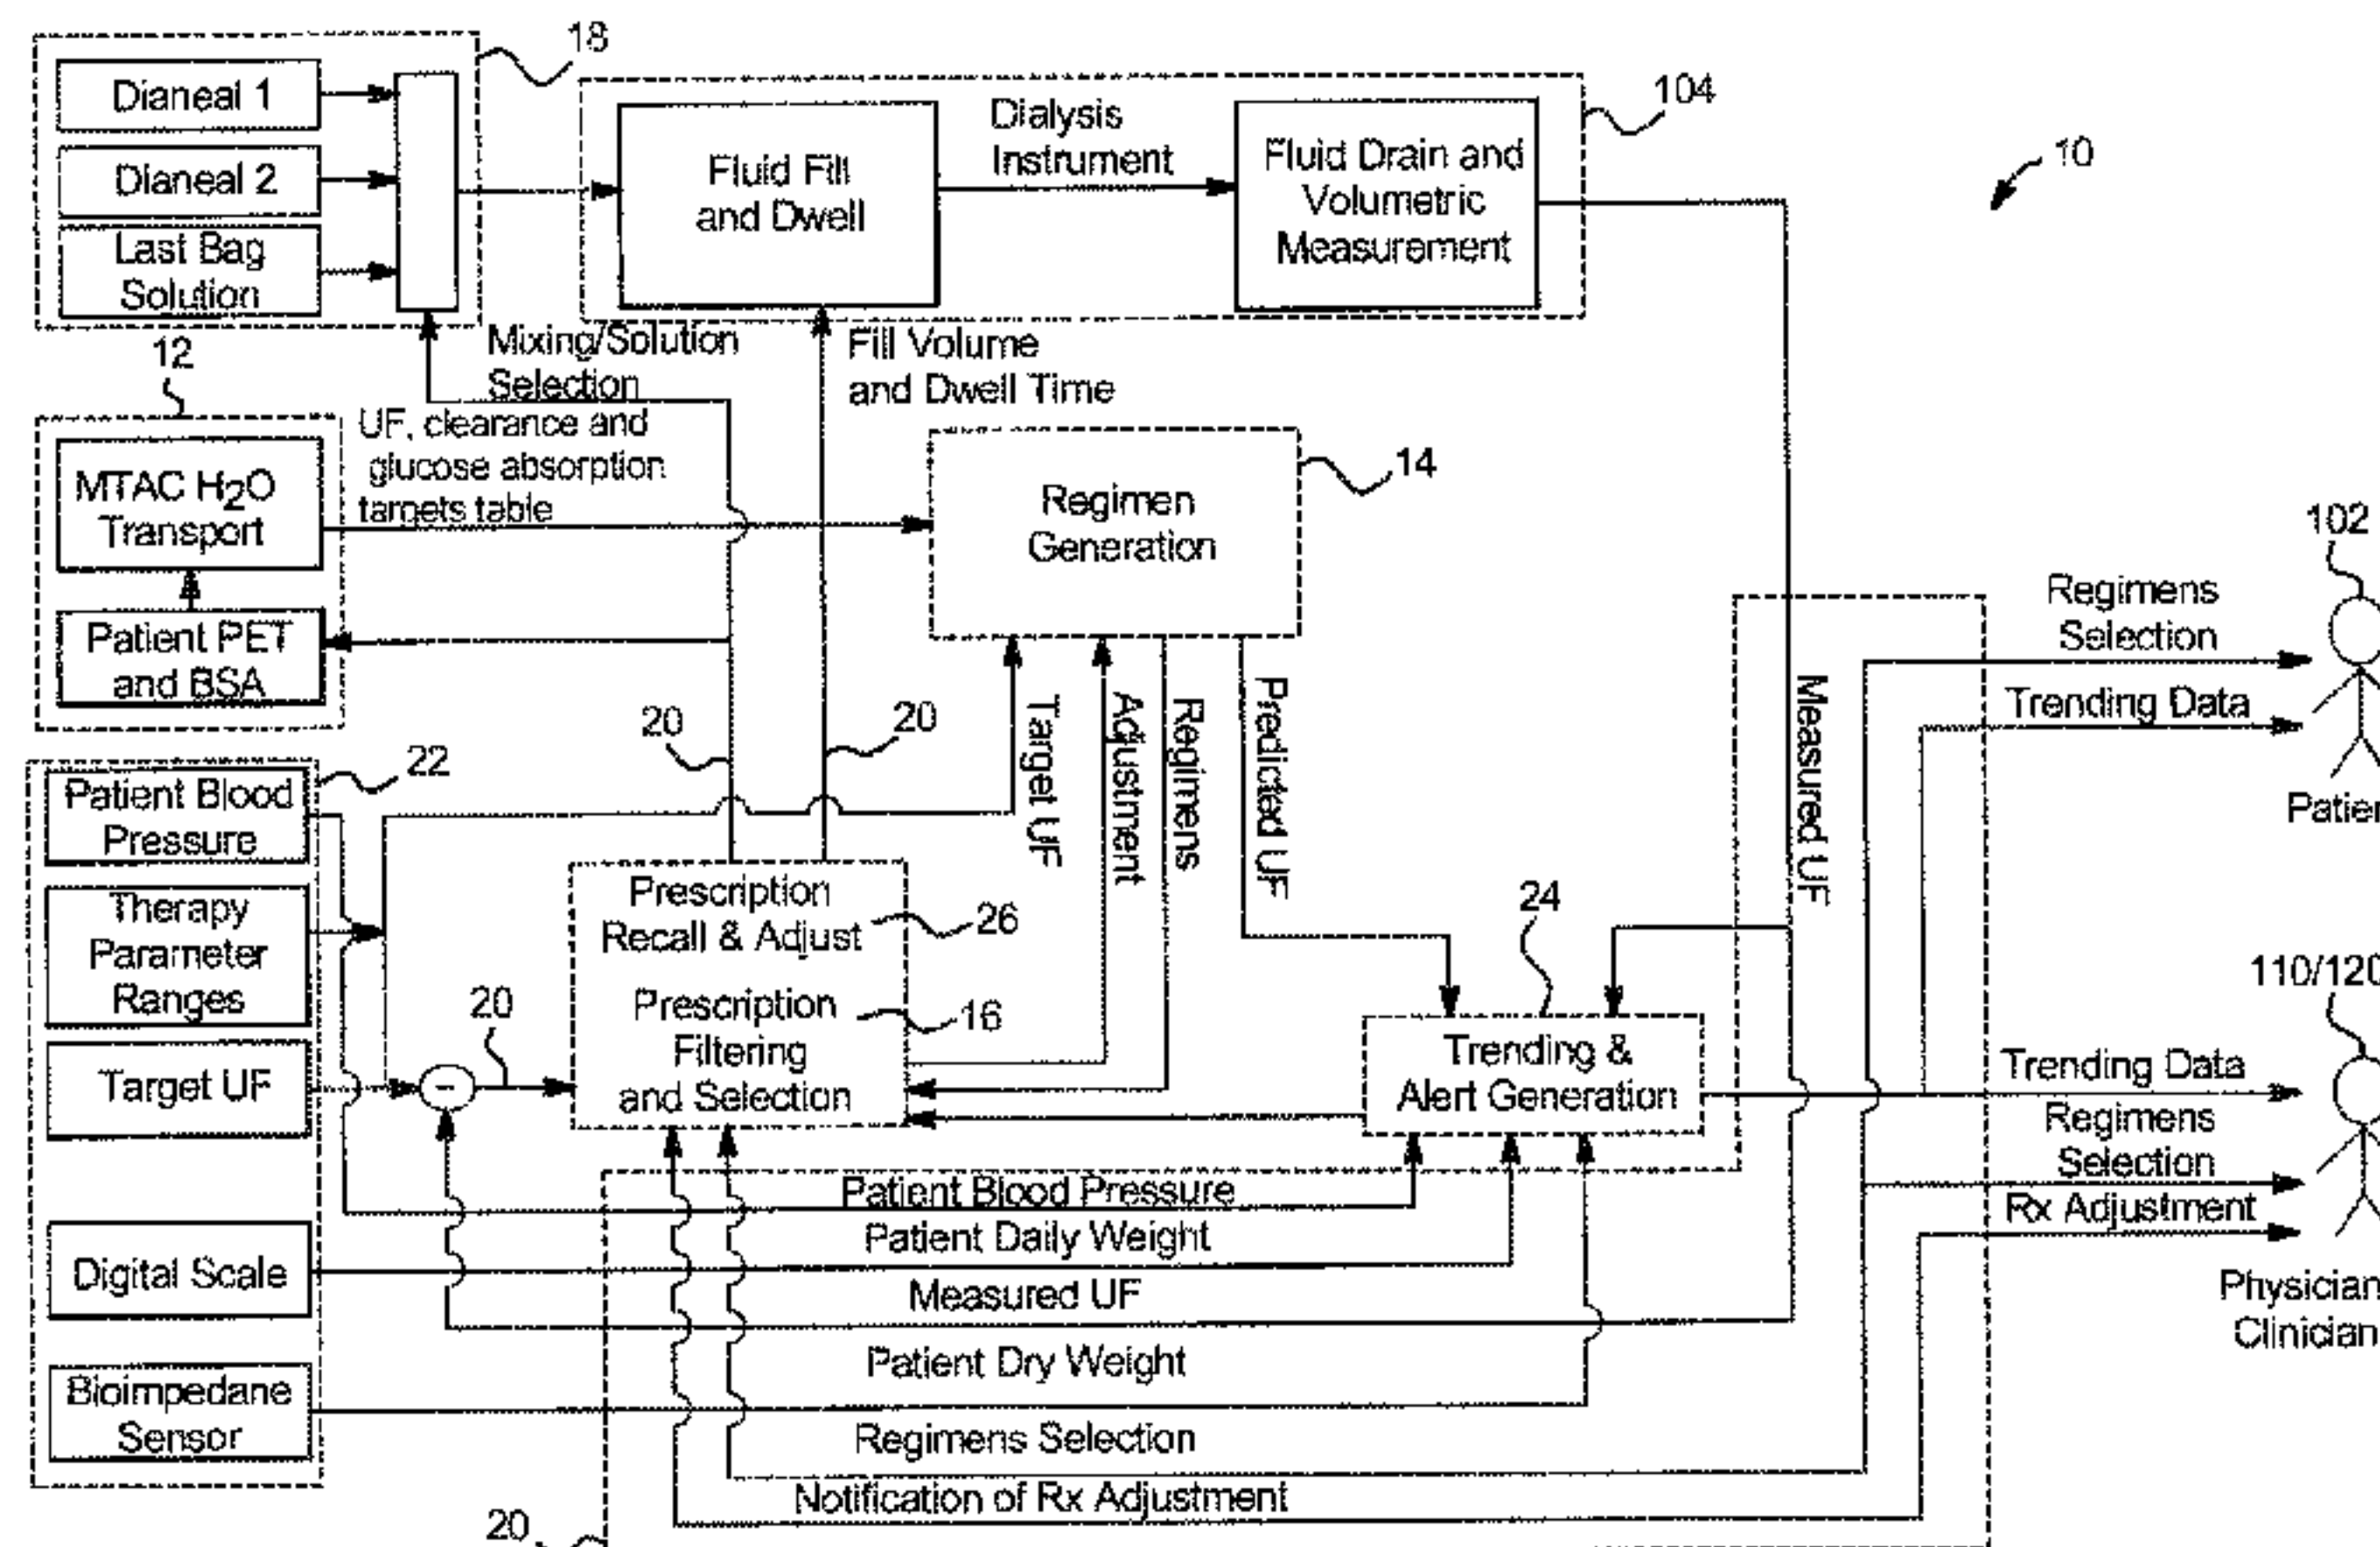 18
Dianeal 1
Dianeal 2
Last Bag
Solution
104
Fluid Fill
and Dwell
Dialysis
Instrument
Fluid Drain and
Volumetric
Measurement
10
Mixing/Solution
Selection
Fill Volume
and Dwell Time
12
MTAC H2O
Transport
Patient PET
and BSA
UF, clearance and
glucose absorption
targets table
14
Regimen
Generation
Target UF
Adjustment
Regimens
Predicted UF
Measured UF
20
20
22
Patient Blood
Pressure
Therapy
Parameter
Ranges
Target UF
Digital Scale
Bioimpedane
Sensor
-
20
Prescription
Recall & Adjust
26
Prescription
Filtering
and Selection
16
24
Trending &
Alert Generation
102
Regimens
Selection
Trending Data
110/120
Trending Data
Regimens
Selection
Rx Adjustment
Physician
Clinician
Patient Blood Pressure
Patient Daily Weight
Measured UF
Patient Dry Weight
Regimens Selection
Notification of Rx Adjustment
20